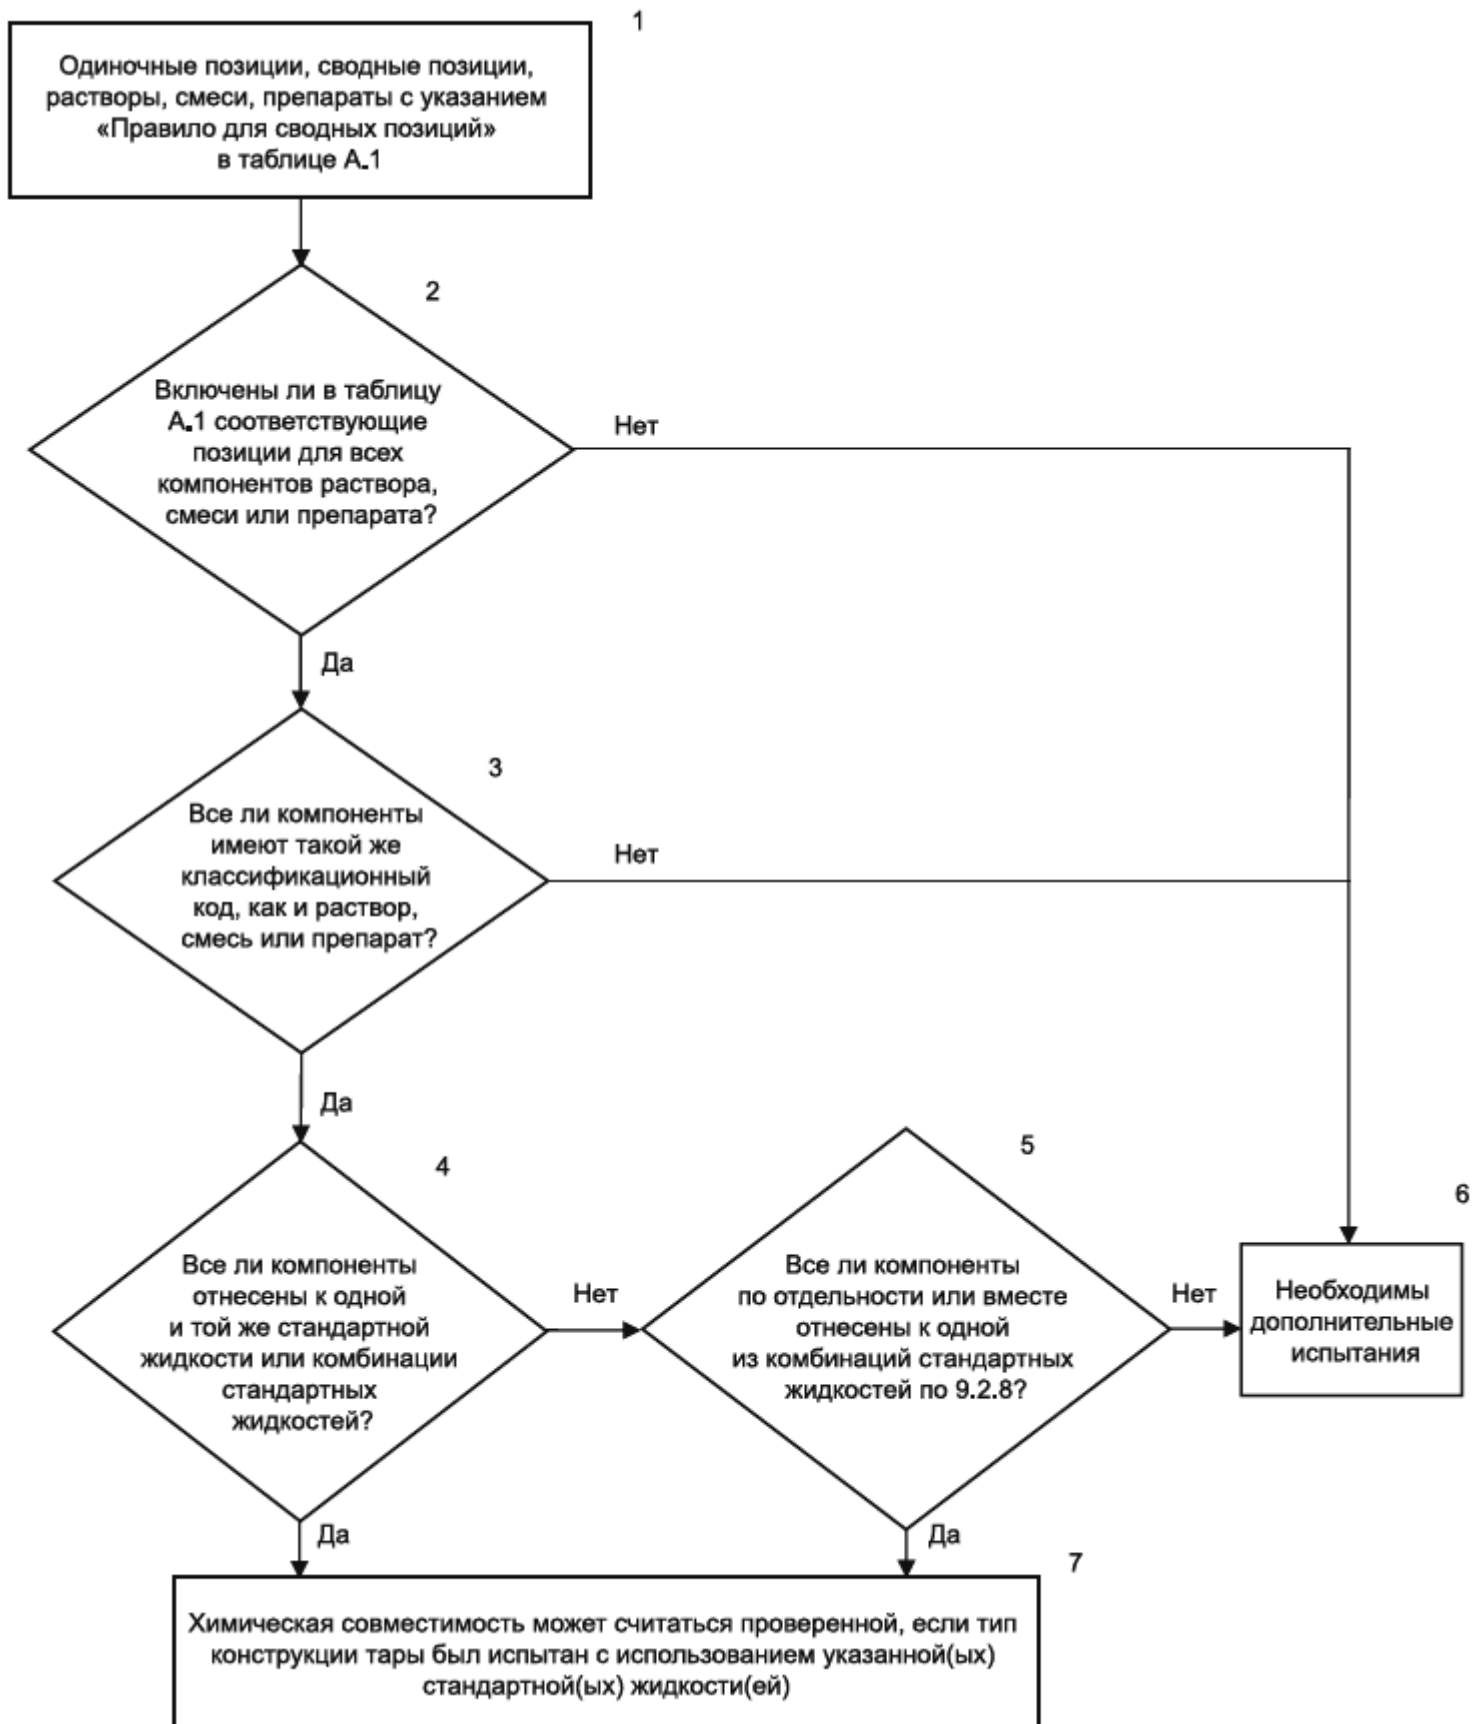 1
Одиночные позиции, сводные позиции,
растворы, смеси, препараты с указанием
«Правило для сводных позиций»
в таблице А.1
2
Включены ли в таблицу
А.1 соответствующие
позиции для всех
компонентов раствора,
смеси или препарата?
Нет
Да
3
Все ли компоненты
имеют такой же
классификационный
код, как и раствор,
смесь или препарат?
Нет
Да
4
Все ли компоненты
отнесены к одной
и той же стандартной
жидкости или комбинации
стандартных
жидкостей?
Нет
Да
5
Все ли компоненты
по отдельности или вместе
отнесены к одной
из комбинаций стандартных
жидкостей по 9.2.8?
Нет
Да
6
Необходимы
дополнительные
испытания
7
Химическая совместимость может считаться проверенной, если тип
конструкции тары был испытан с использованием указанной(ых)
стандартной(ых) жидкости(ей)